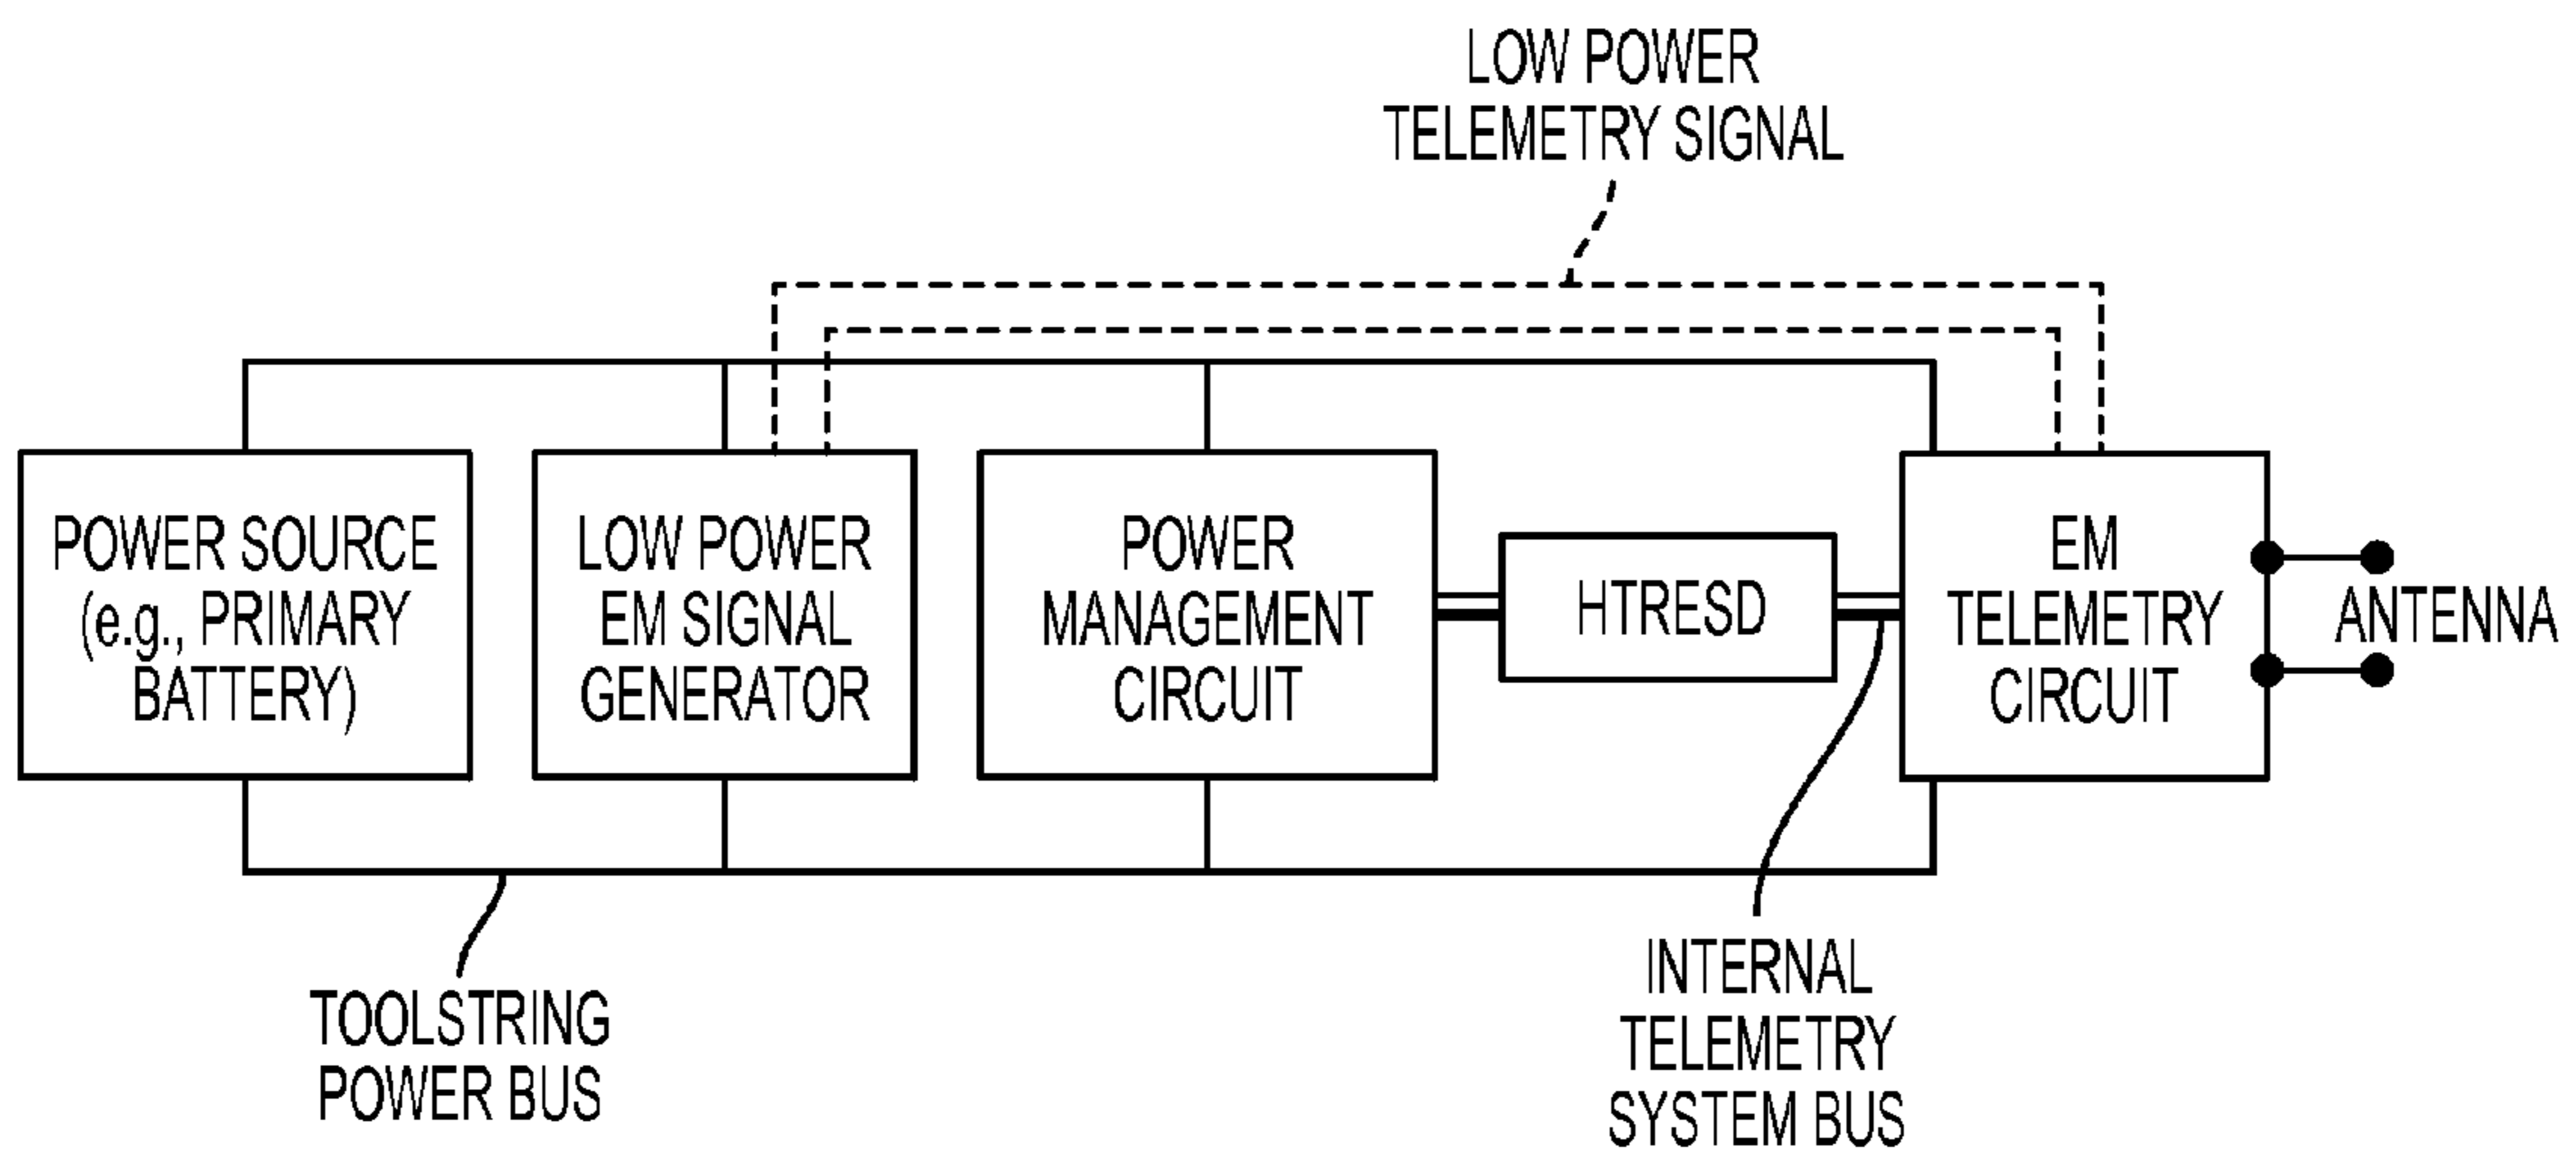 LOW POWER
TELEMETRY SIGNAL
POWER SOURCE
(e.g., PRIMARY
BATTERY)
LOW POWER
EM SIGNAL
GENERATOR
POWER
MANAGEMENT
CIRCUIT
HTRESD
EM
TELEMETRY
CIRCUIT
ANTENNA
TOOLSTRING
POWER BUS
INTERNAL
TELEMETRY
SYSTEM BUS